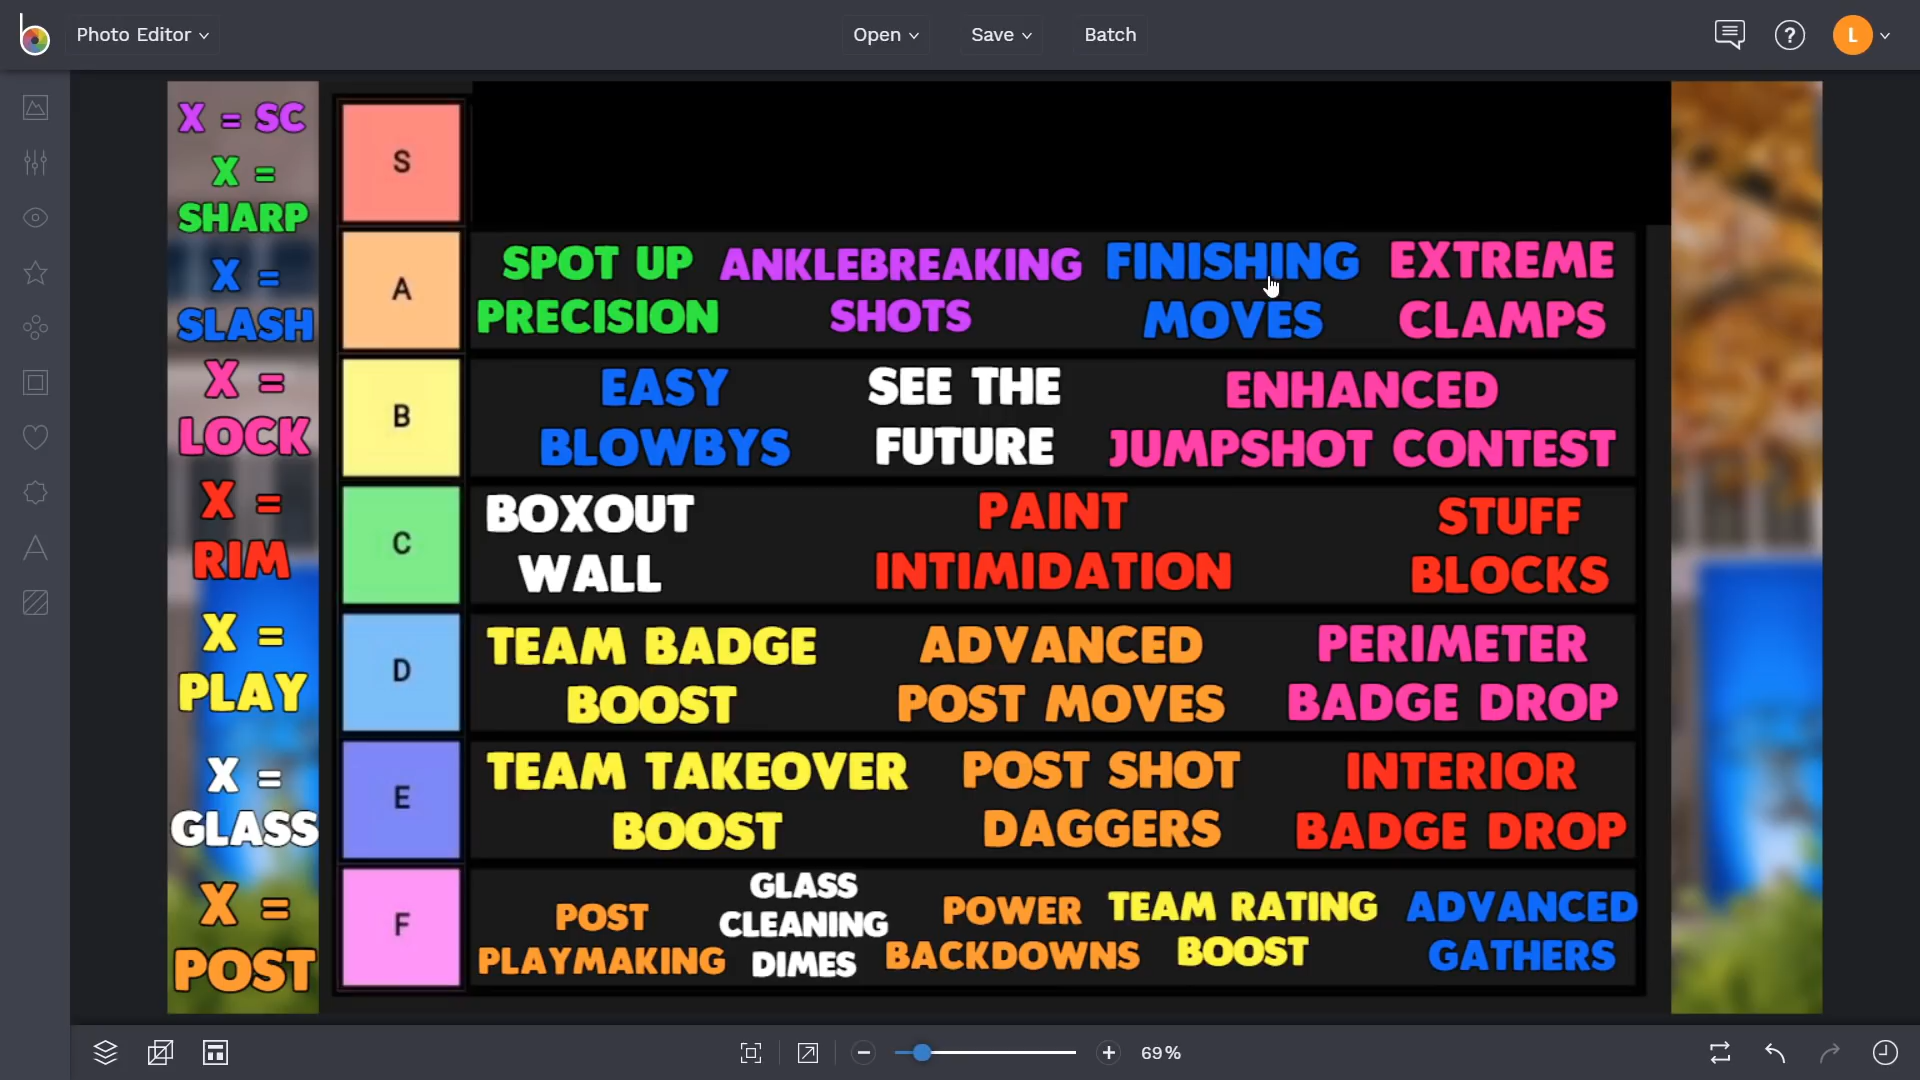 Photo Editor
Open
Save
Batch
L
X = SC
X =
SHARP
X =
SLASH
X =
LOCK
X =
RIM
X =
PLAY
X =
GLASS
X =
POST
S
A
SPOT UP
PRECISION
ANKLEBREAKING
SHOTS
FINISHING
MOVES
EXTREME
CLAMPS
B
EASY
BLOWBYS
SEE THE
FUTURE
ENHANCED
JUMPSHOT CONTEST
C
BOXOUT
WALL
PAINT
INTIMIDATION
STUFF
BLOCKS
D
TEAM BADGE
BOOST
ADVANCED
POST MOVES
PERIMETER
BADGE DROP
E
TEAM TAKEOVER
BOOST
POST SHOT
DAGGERS
INTERIOR
BADGE DROP
F
POST
PLAYMAKING
GLASS
CLEANING
DIMES
POWER
BACKDOWNS
TEAM RATING
BOOST
ADVANCED
GATHERS
69 %